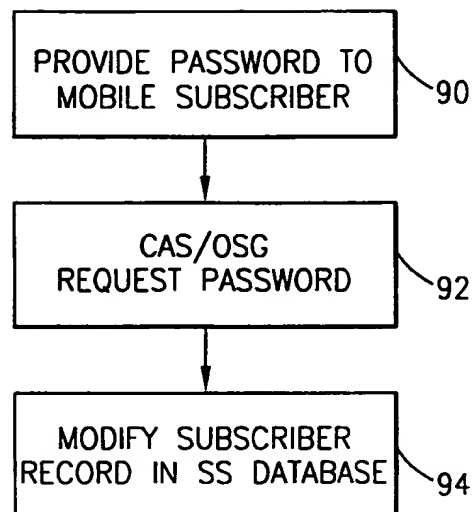 PROVIDE PASSWORD TO
MOBILE SUBSCRIBER
90
CAS/OSG
REQUEST PASSWORD
92
MODIFY SUBSCRIBER
RECORD IN SS DATABASE
94